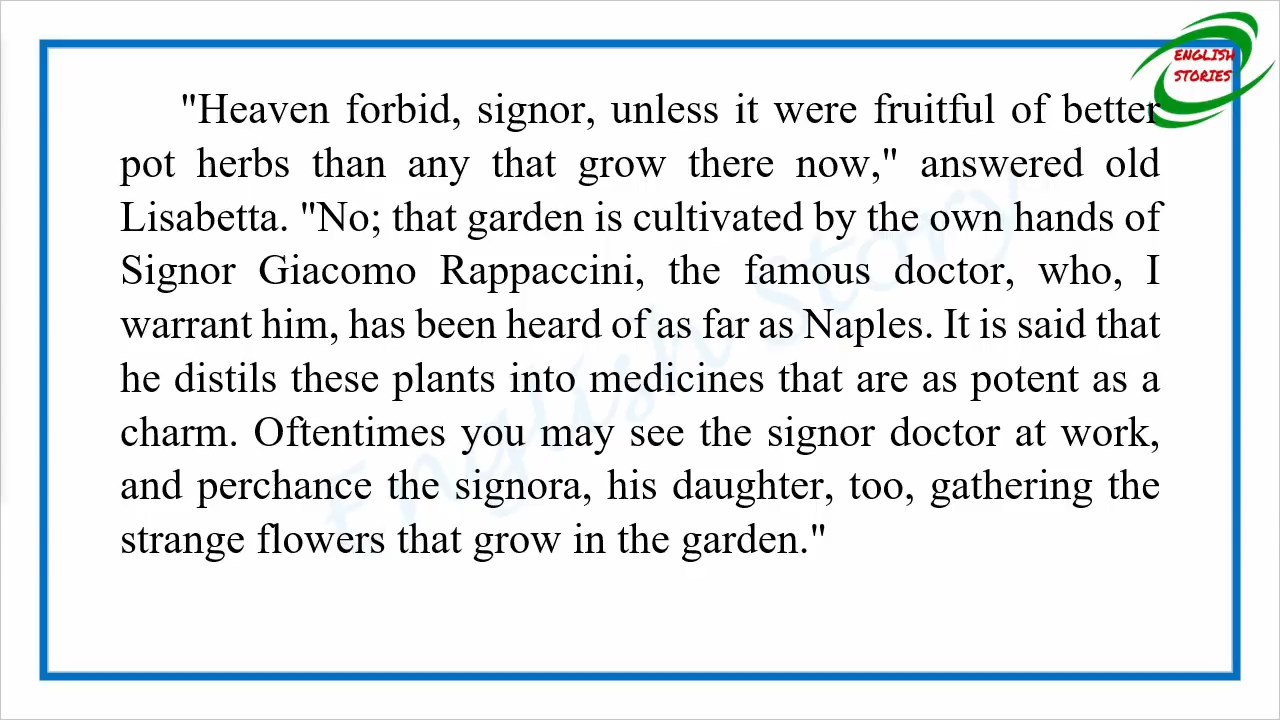 ENGLISH
STORIES
"Heaven forbid, signor, unless it were fruitful of better
pot herbs than any that grow there now," answered old
Lisabetta. "No; that garden is cultivated by the own hands of
Signor Giacomo Rappaccini, the famous doctor, who, I
warrant him, has been heard of as far as Naples. It is said that
he distils these plants into medicines that are as potent as a
charm. Oftentimes you may see the signor doctor at work,
and perchance the signora, his daughter, too, gathering the
strange flowers that grow in the garden."
English Story